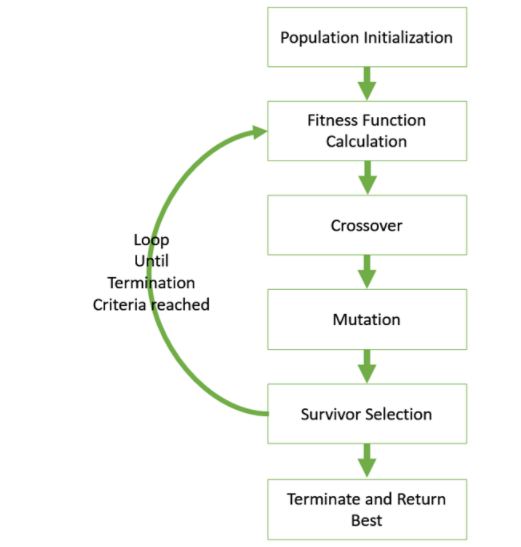 Population Initialization
Fitness Function
Calculation
Crossover
Loop
Until
Termination
Criteria reached
Mutation
Survivor Selection
Terminate and Return
Best